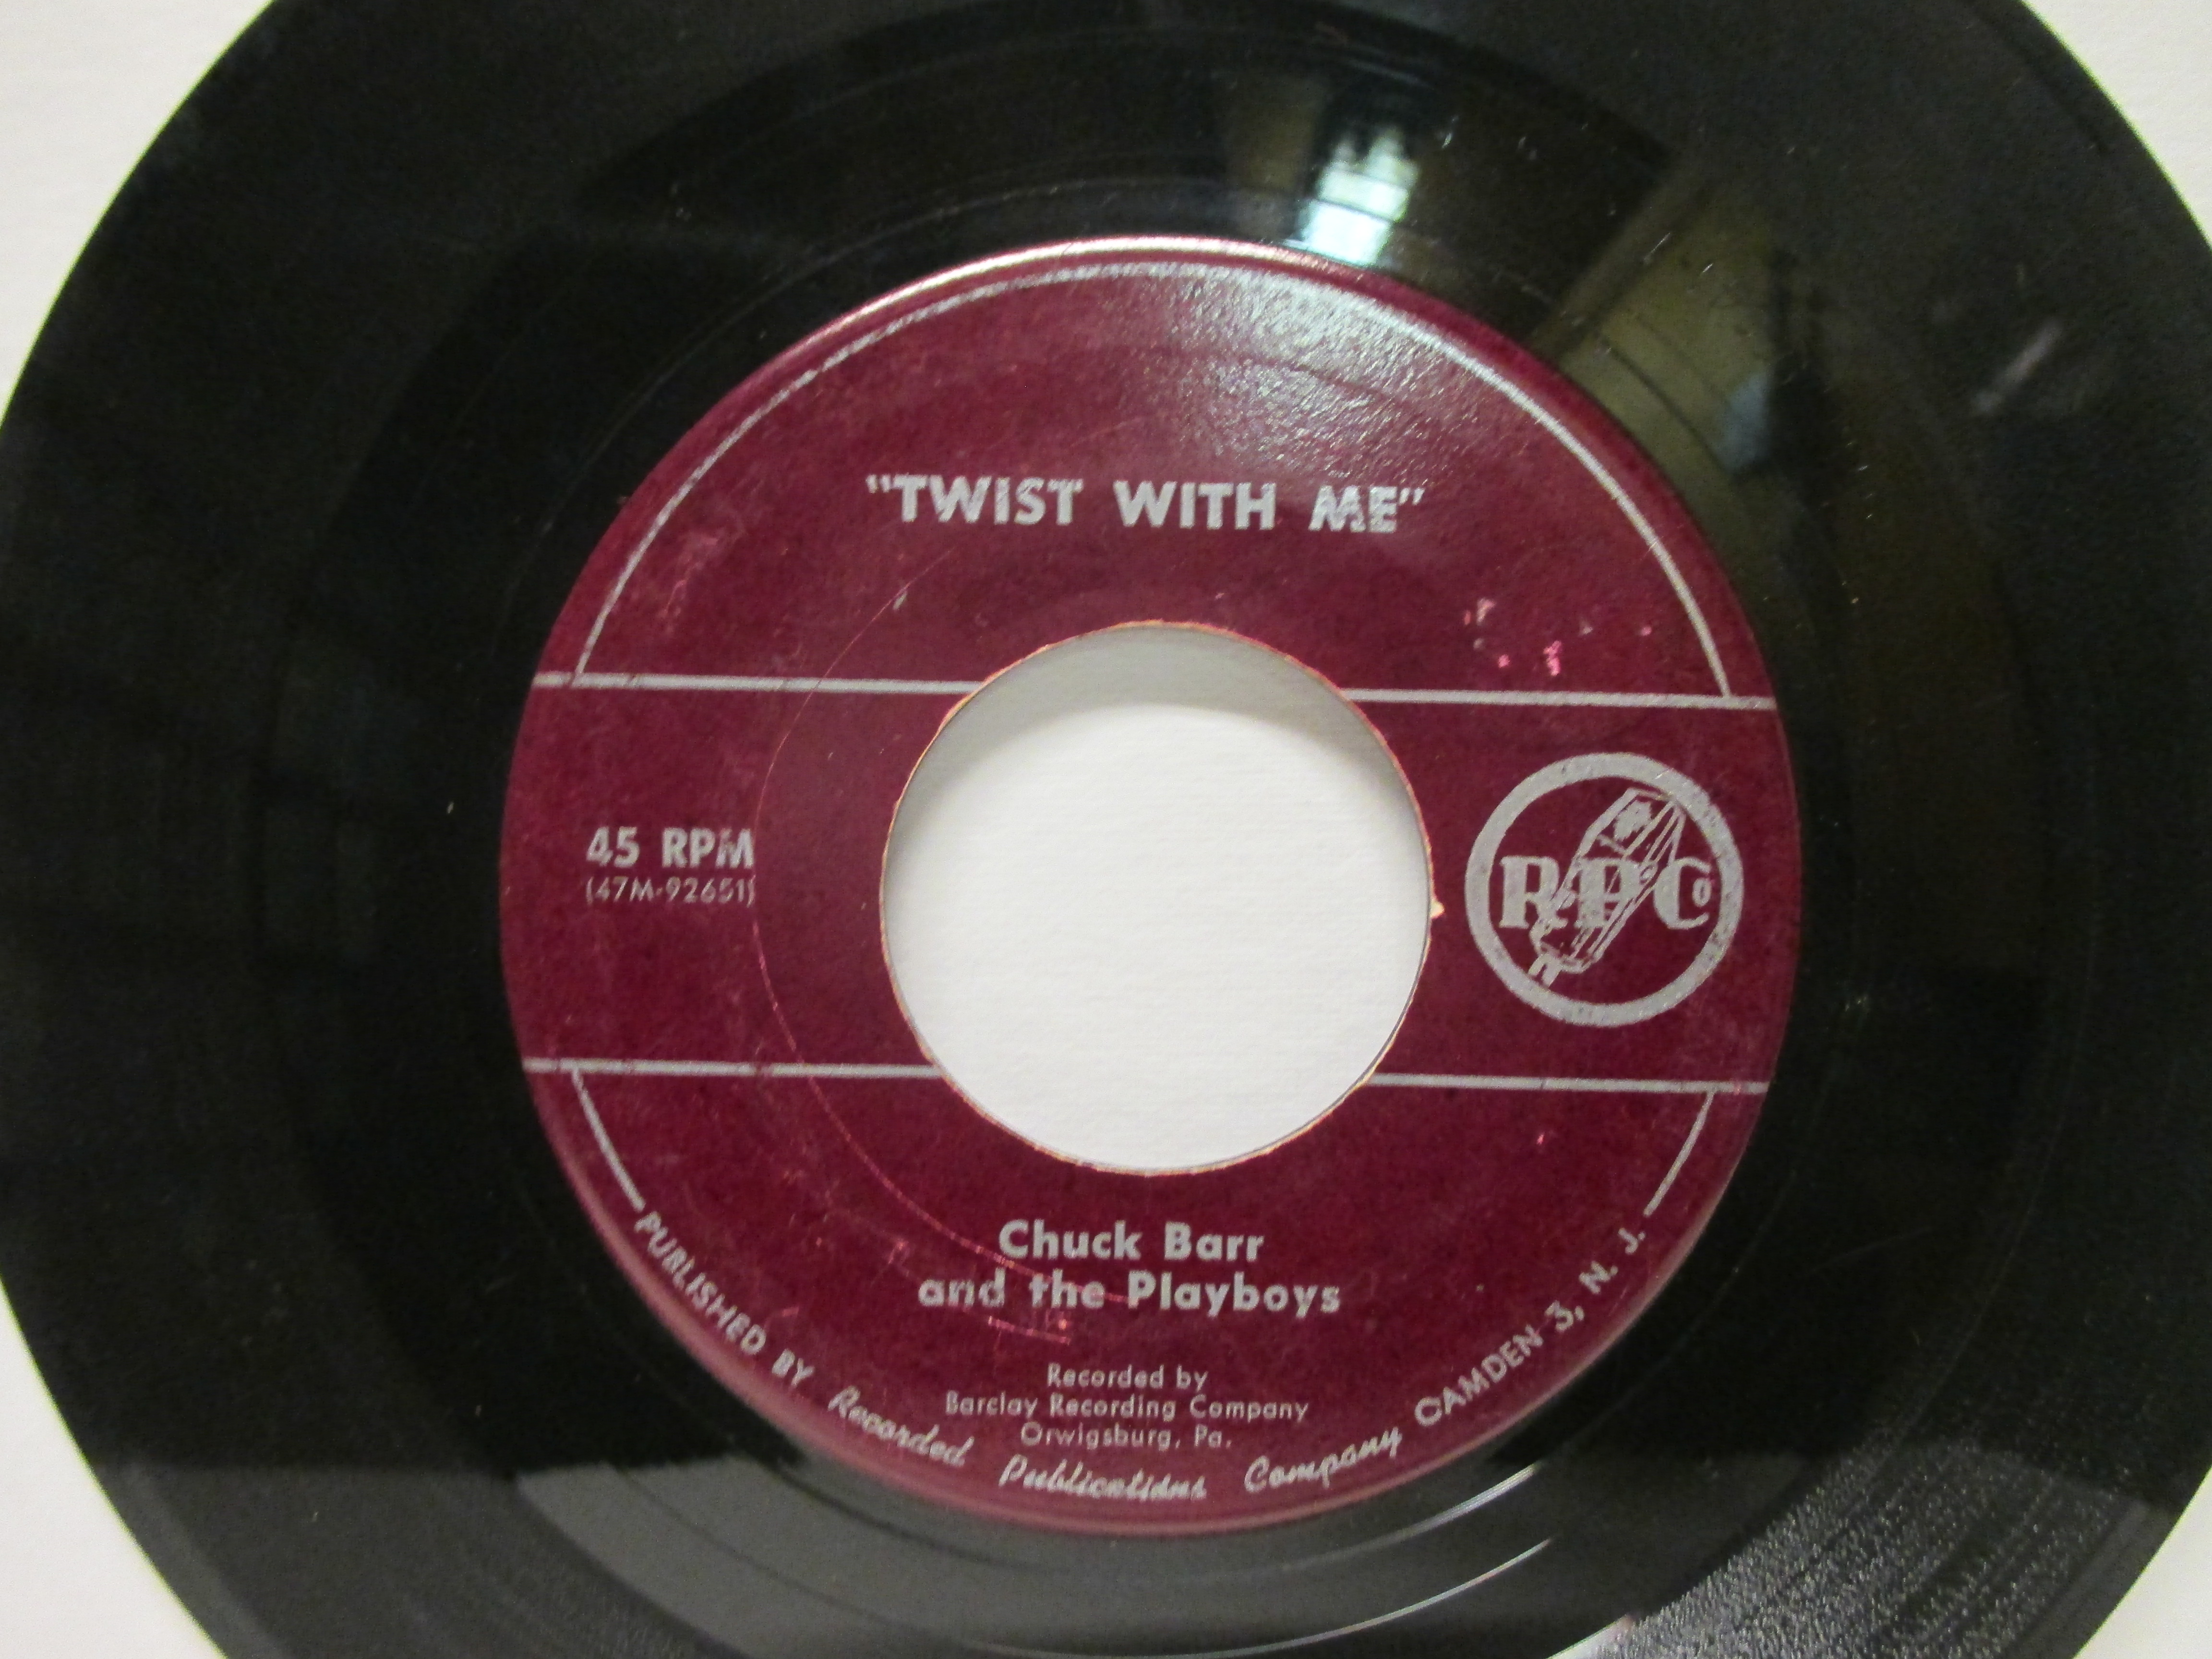 "TWIST WITH ME"
45 RPM
(47M-92651)
RPCo
Chuck Barr
and the Playboys
Recorded by
Barclay Recording Company
Orwigsburg, Pa.
PUBLISHED BY Recorded Publications Company CAMDEN 3, N. J.